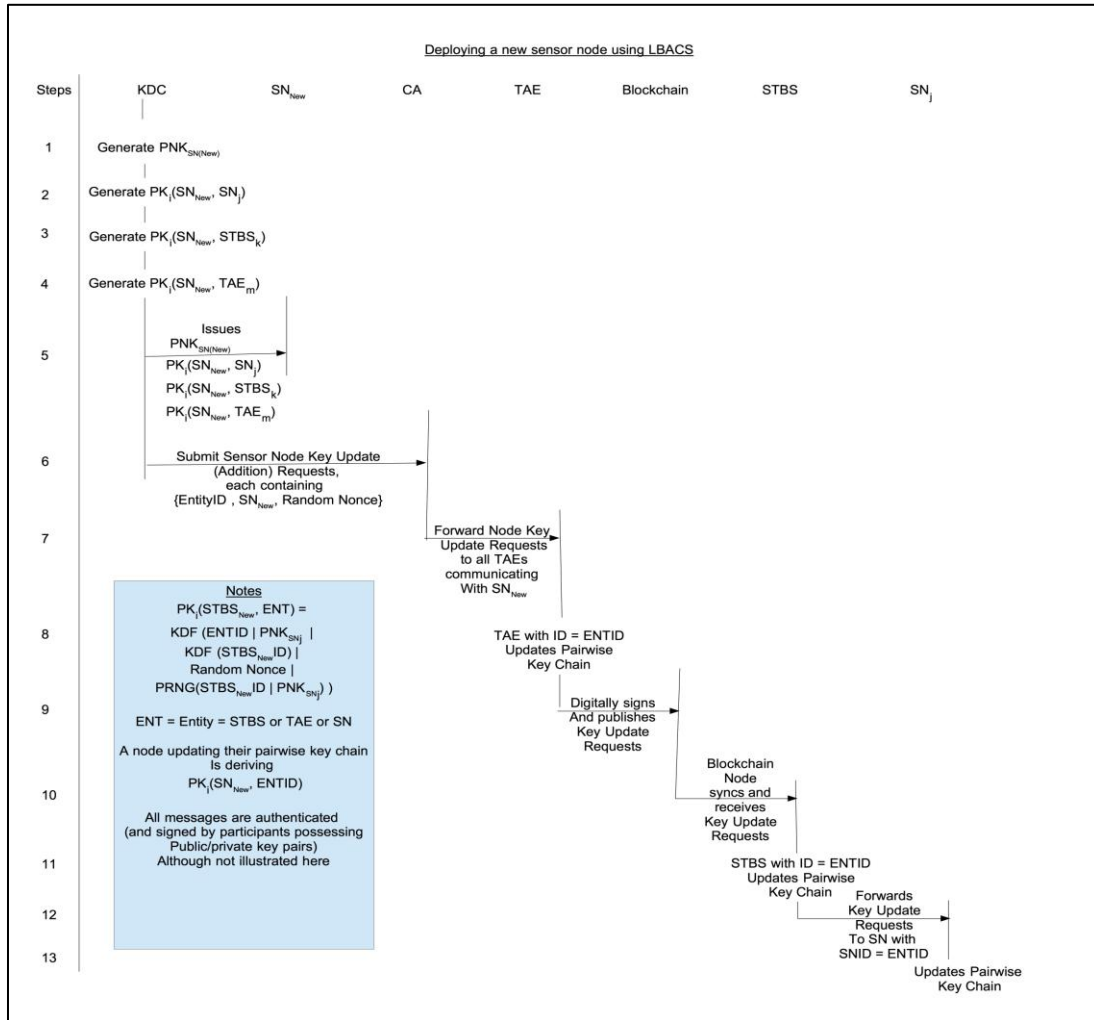 Deploying a new sensor node using LBACS
Steps KDC SN_New CA TAE Blockchain STBS SN_j
1 Generate PNK_SN(New)
2 Generate PK_i(SN_New, SN_j)
3 Generate PK_i(SN_New, STBS_k)
4 Generate PK_i(SN_New, TAE_m)
Issues
PNK_SN(New)
5
PK_i(SN_New, SN_j)
PK_i(SN_New, STBS_k)
PK_i(SN_New, TAE_m)
6 Submit Sensor Node Key Update
(Addition) Requests,
each containing
{EntityID , SN_New, Random Nonce}
7 Forward Node Key
Update Requests
to all TAEs
communicating
With SN_New
Notes
PK_i(STBS_New, ENT) =
KDF (ENTID | PNK_SNj |
KDF (STBS_New ID) |
Random Nonce |
PRNG(STBS_New ID | PNK_SNj) )
ENT = Entity = STBS or TAE or SN
A node updating their pairwise key chain
Is deriving
PK_i(SN_New, ENTID)
All messages are authenticated
(and signed by participants possessing
Public/private key pairs)
Although not illustrated here
8 TAE with ID = ENTID
Updates Pairwise
Key Chain
9 Digitally signs
And publishes
Key Update
Requests
10 Blockchain
Node
syncs and
receives
Key Update
Requests
11 STBS with ID = ENTID
Updates Pairwise
Key Chain
12 Forwards
Key Update
Requests
To SN with
SNID = ENTID
13 Updates Pairwise
Key Chain